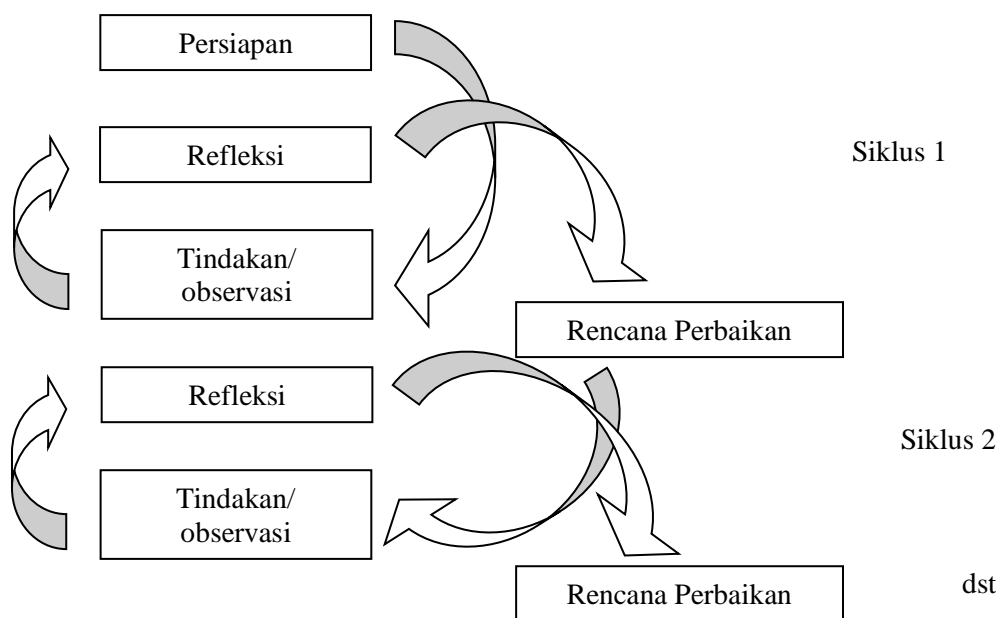 Persiapan
Refleksi
Siklus 1
Tindakan/
observasi
Rencana Perbaikan
Refleksi
Siklus 2
Tindakan/
observasi
Rencana Perbaikan
dst